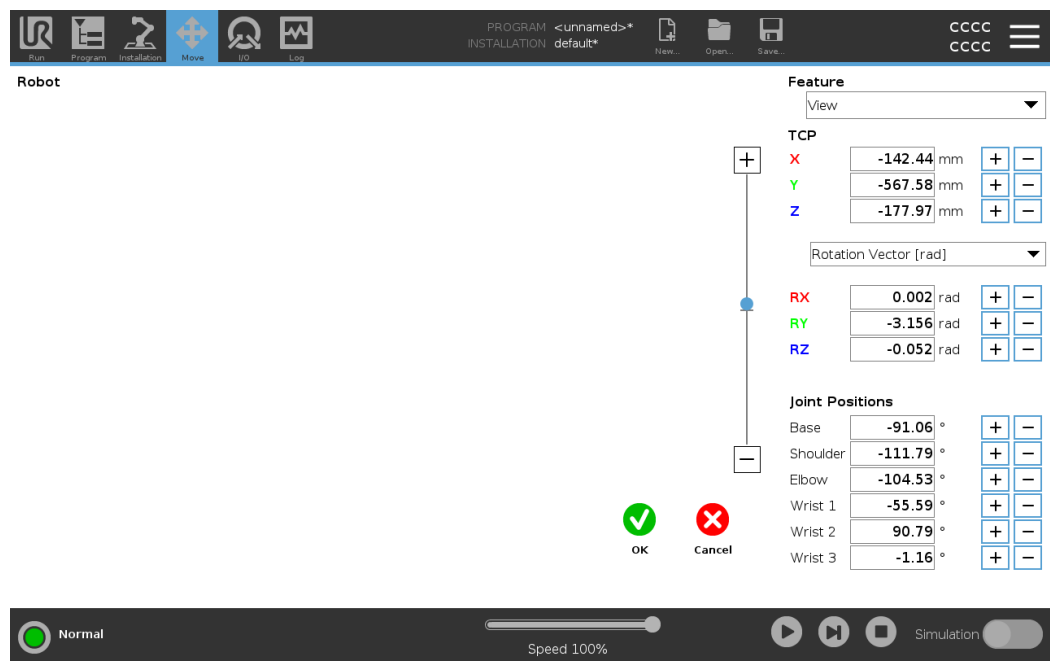 Run Program Installation Move I/O Log
PROGRAM <unnamed>*
INSTALLATION default*
New... Open... Save...
CCCC
CCCC
Robot
Feature
View
TCP
X -142.44 mm + −
Y -567.58 mm + −
Z -177.97 mm + −
Rotation Vector [rad]
RX 0.002 rad + −
RY -3.156 rad + −
RZ -0.052 rad + −
Joint Positions
Base -91.06 ° + −
Shoulder -111.79 ° + −
Elbow -104.53 ° + −
Wrist 1 -55.59 ° + −
Wrist 2 90.79 ° + −
Wrist 3 -1.16 ° + −
+
−
OK Cancel
Normal
Speed 100%
Simulation